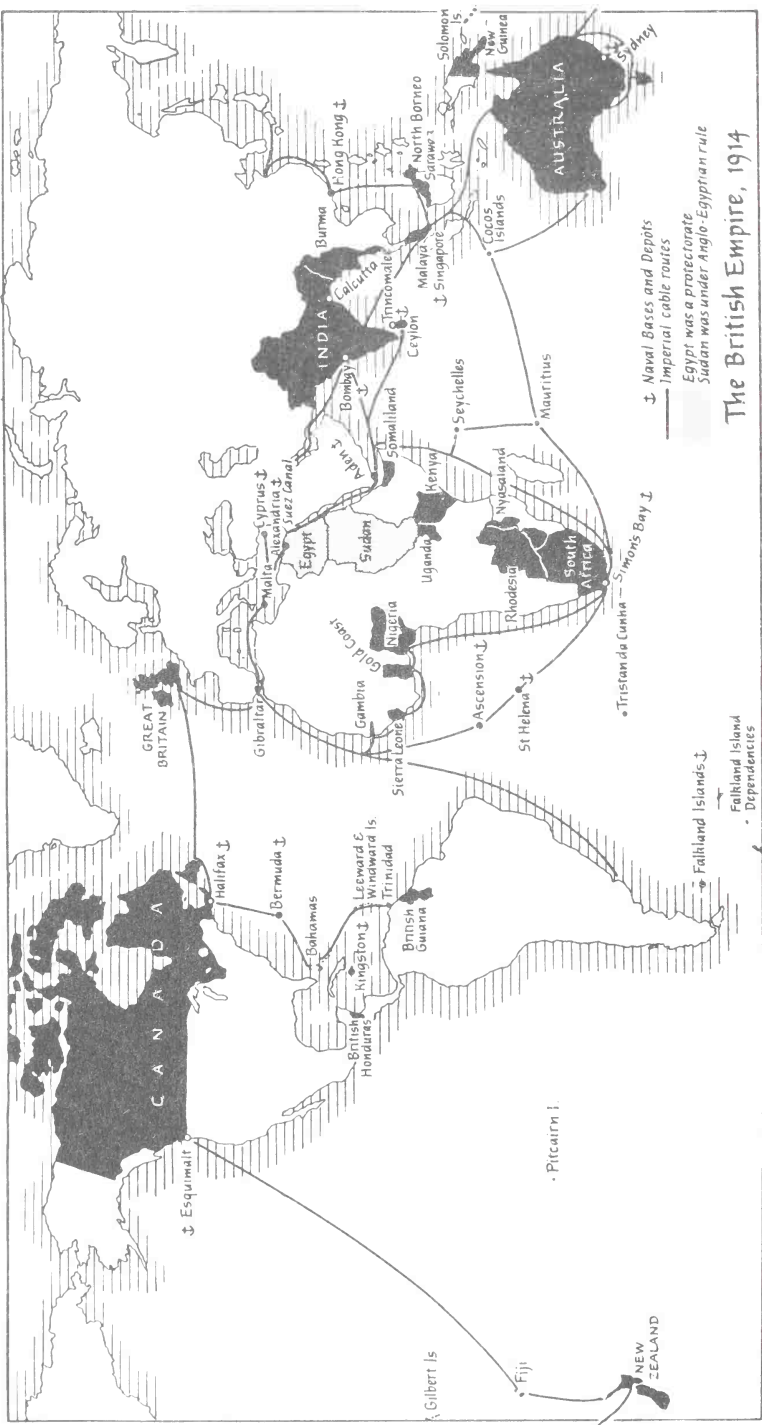 CANADA
GREAT
BRITAIN
Esquimalt
Halifax
Bermuda
Bahamas
Kingston
British
Honduras
Leeward &
Windward Is.
Trinidad
British
Guiana
Gilbert Is
Fiji
NEW
ZEALAND
Pitcairn I.
Falkland Islands
Falkland Island
Dependencies
Gibraltar
Malta
Cyprus
Alexandria
Suez Canal
Egypt
Sudan
Gambia
Sierra Leone
Gold Coast
Nigeria
Ascension
St Helena
Tristan da Cunha
Uganda
Kenya
Somaliland
Aden
Nyasaland
Rhodesia
South
Africa
Simon's Bay
Seychelles
Mauritius
INDIA
Bombay
Calcutta
Trincomalee
Ceylon
Burma
Hong Kong
Malaya
Singapore
North Borneo
Cocos
Islands
Solomon
Is.
New
Guinea
AUSTRALIA
Sydney
Naval Bases and Depôts
Imperial cable routes
Egypt was a protectorate
Sudan was under Anglo-Egyptian rule
The British Empire, 1914